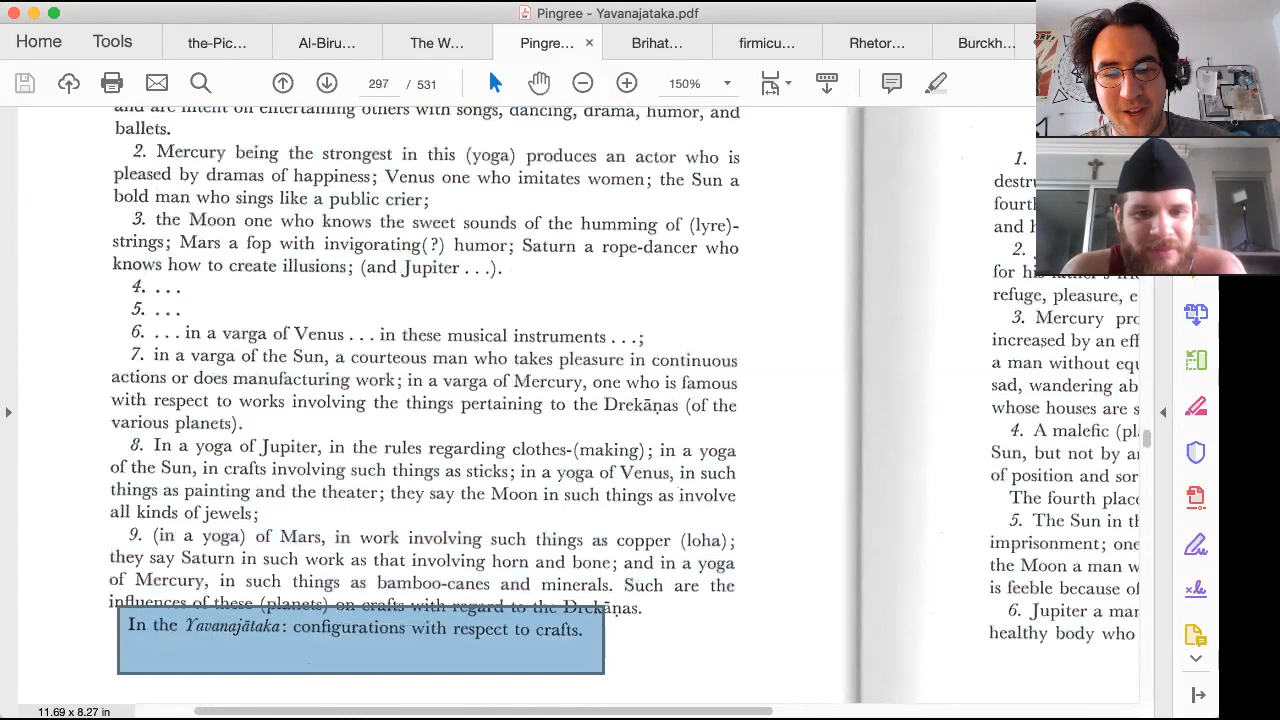 Pingree - Yavanajataka.pdf
Home Tools the-Pic... Al-Biru... The W... Pingre... × Brihat... firmicu... Rhetor... Burckh
297 / 531 150%
and are intent on entertaining others with songs, dancing, drama, humor, and
ballets.
2. Mercury being the strongest in this (yoga) produces an actor who is
pleased by dramas of happiness; Venus one who imitates women; the Sun a
bold man who sings like a public crier;
3. the Moon one who knows the sweet sounds of the humming of (lyre)-
strings; Mars a fop with invigorating(?) humor; Saturn a rope-dancer who
knows how to create illusions; (and Jupiter . . .).
4. . . .
5. . . .
6. . . . in a varga of Venus . . . in these musical instruments . . .;
7. in a varga of the Sun, a courteous man who takes pleasure in continuous
actions or does manufacturing work; in a varga of Mercury, one who is famous
with respect to works involving the things pertaining to the Drekāṇas (of the
various planets).
8. In a yoga of Jupiter, in the rules regarding clothes-(making); in a yoga
of the Sun, in crafts involving such things as sticks; in a yoga of Venus, in such
things as painting and the theater; they say the Moon in such things as involve
all kinds of jewels;
9. (in a yoga) of Mars, in work involving such things as copper (loha);
they say Saturn in such work as that involving horn and bone; and in a yoga
of Mercury, in such things as bamboo-canes and minerals. Such are the
influences of these (planets) on crafts with regard to the Drekāṇas.
In the Yavanajātaka: configurations with respect to crafts.
1.
destr
fourt
and h
2.
for his father's
refuge, pleasure, e
3. Mercury pro
increased by an eff
a man without equ
sad, wandering ab
whose houses are s
4. A malefic (pl
Sun, but not by a
of position and sor
The fourth place
5. The Sun in th
imprisonment; one
the Moon a man w
is feeble because of
6. Jupiter a man
healthy body who
11.69 x 8.27 in